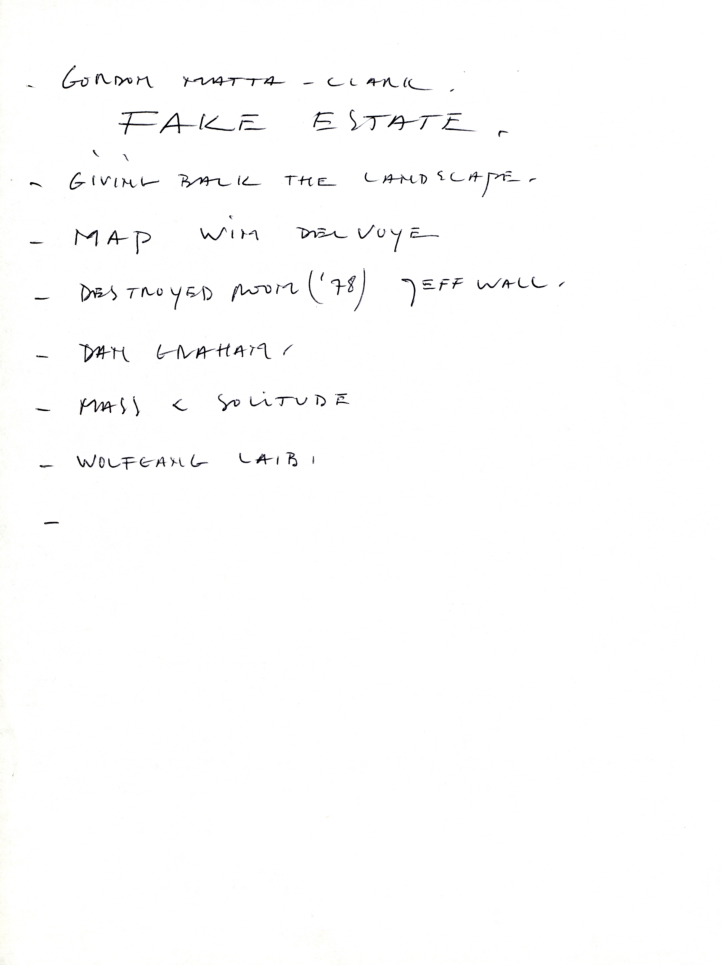 - GORDON MATTA - CLARK.
FAKE ESTATE.
- GIVING BACK THE LANDSCAPE.
- MAP WIM DELVOYE
- DESTROYED ROOM ('78) JEFF WALL.
- DAN GRAHAM.
- MASS < SOLITUDE
- WOLFGANG LAIB.
-